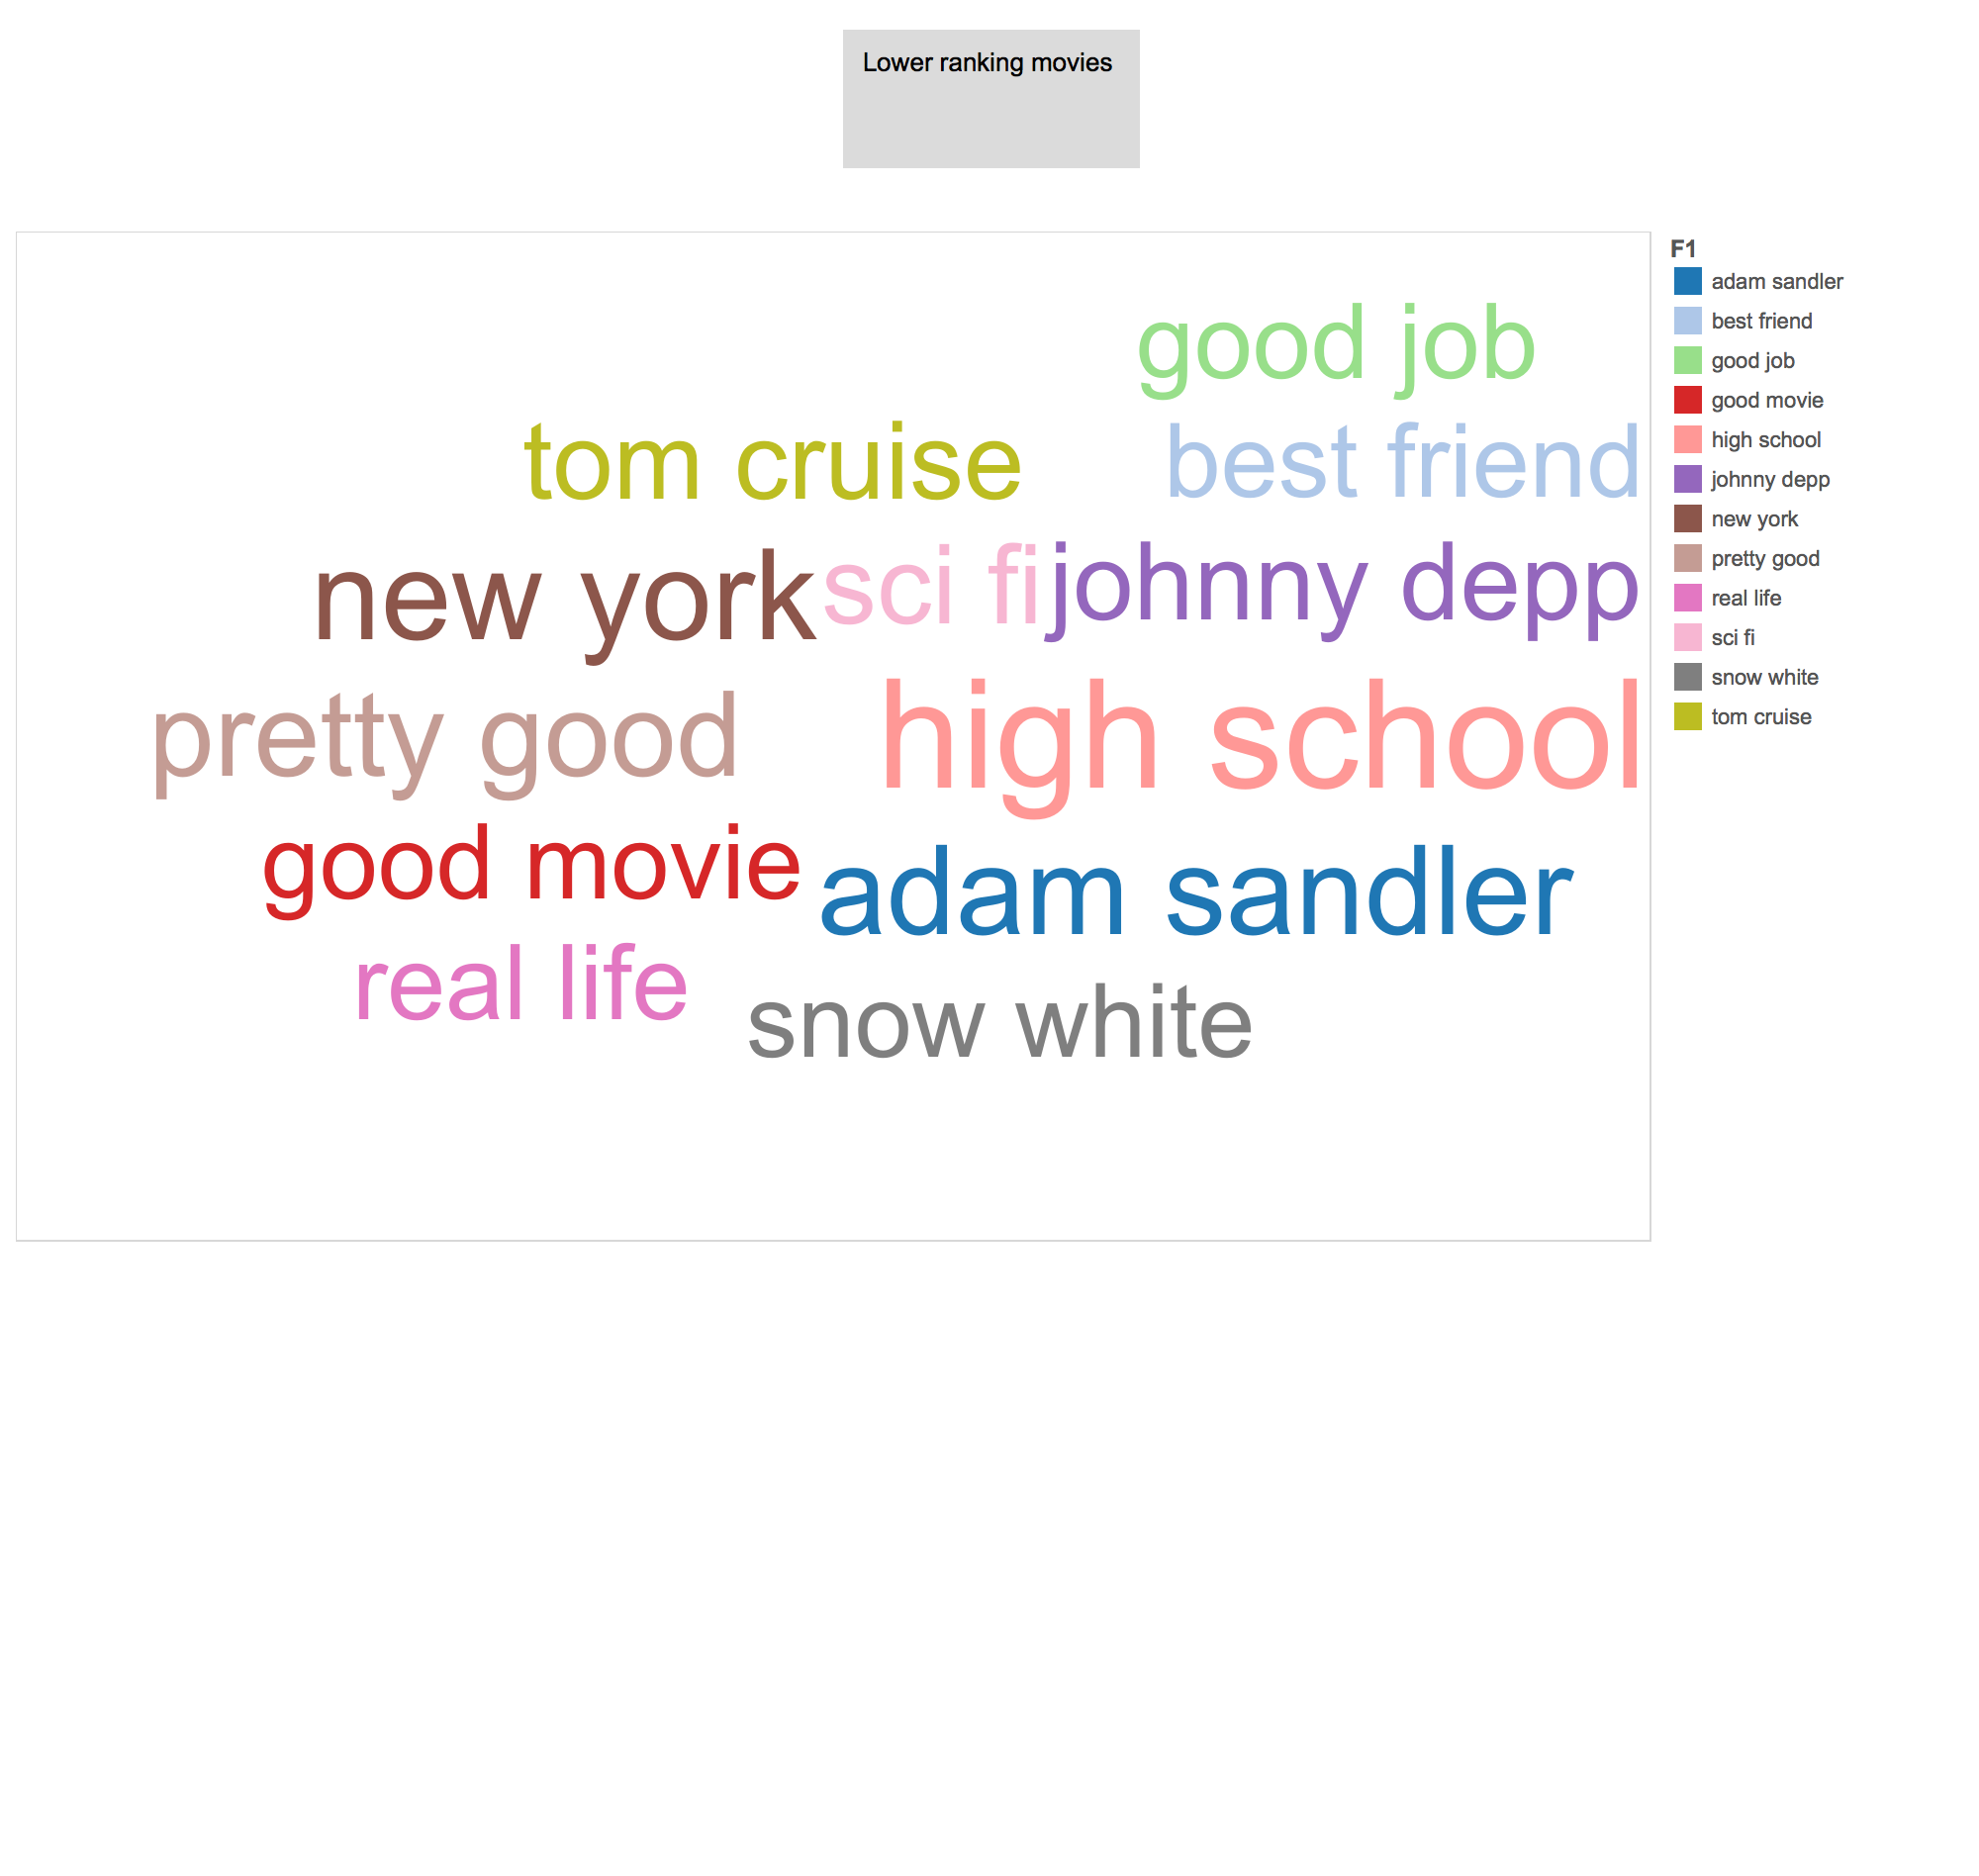 Lower ranking movies
good job
tom cruise
best friend
new york
sci fi
johnny depp
pretty good
high school
good movie
adam sandler
real life
snow white
F1
adam sandler
best friend
good job
good movie
high school
johnny depp
new york
pretty good
real life
sci fi
snow white
tom cruise